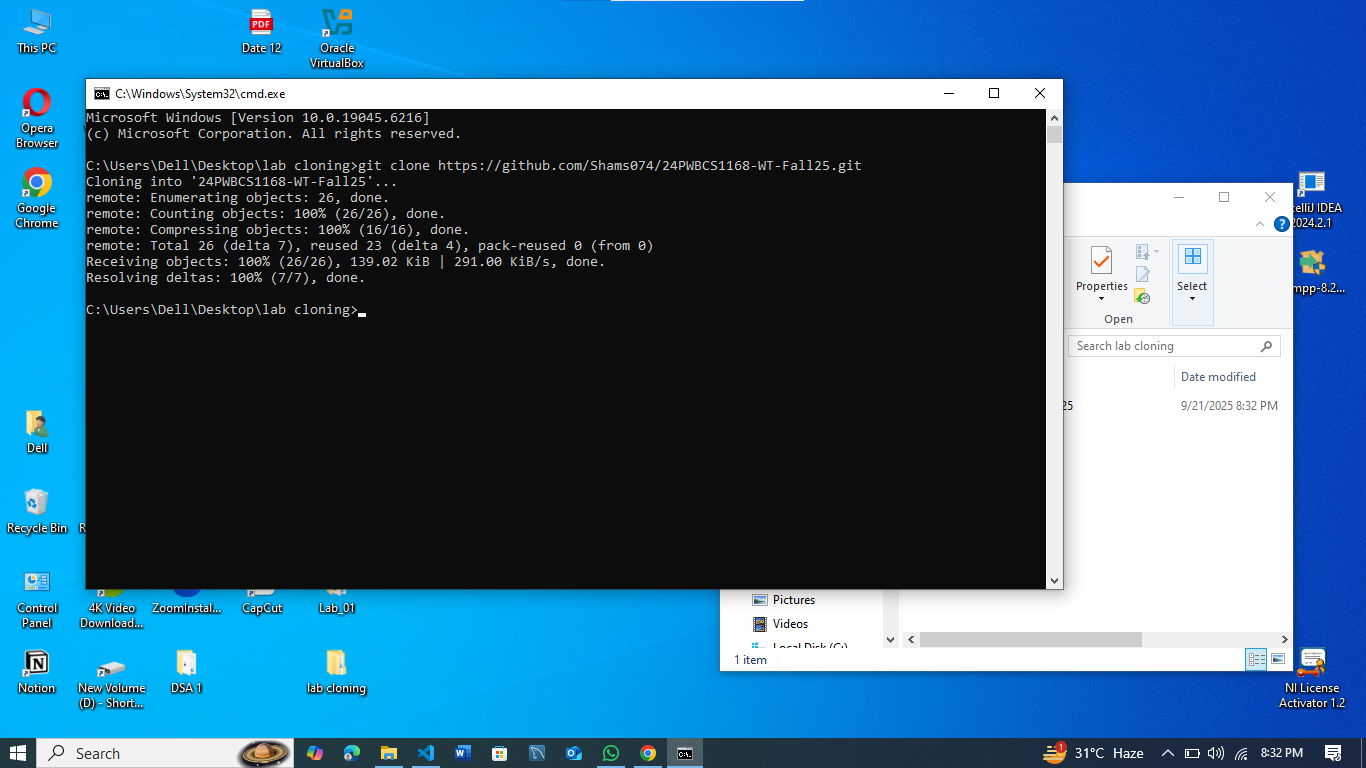 This PC
Date 12
Oracle
VirtualBox
Opera
Browser
Google
Chrome
C:\Windows\System32\cmd.exe
Microsoft Windows [Version 10.0.19045.6216]
(c) Microsoft Corporation. All rights reserved.
C:\Users\Dell\Desktop\lab cloning>git clone https://github.com/Shams074/24PWBCS1168-WT-Fall25.git
Cloning into '24PWBCS1168-WT-Fall25'...
remote: Enumerating objects: 26, done.
remote: Counting objects: 100% (26/26), done.
remote: Compressing objects: 100% (16/16), done.
remote: Total 26 (delta 7), reused 23 (delta 4), pack-reused 0 (from 0)
Receiving objects: 100% (26/26), 139.02 KiB | 291.00 KiB/s, done.
Resolving deltas: 100% (7/7), done.
C:\Users\Dell\Desktop\lab cloning>
Properties
Select
Open
Search lab cloning
Date modified
25
9/21/2025 8:32 PM
Pictures
Videos
Local Disk (C:)
1 item
telliJ IDEA
2024.2.1
mpp-8.2...
Dell
Recycle Bin
Control
Panel
4K Video
Download...
ZoomInstal...
CapCut
Lab_01
Notion
New Volume
(D) - Short...
DSA 1
lab cloning
NI License
Activator 1.2
Search
1
31°C Haze
8:32 PM